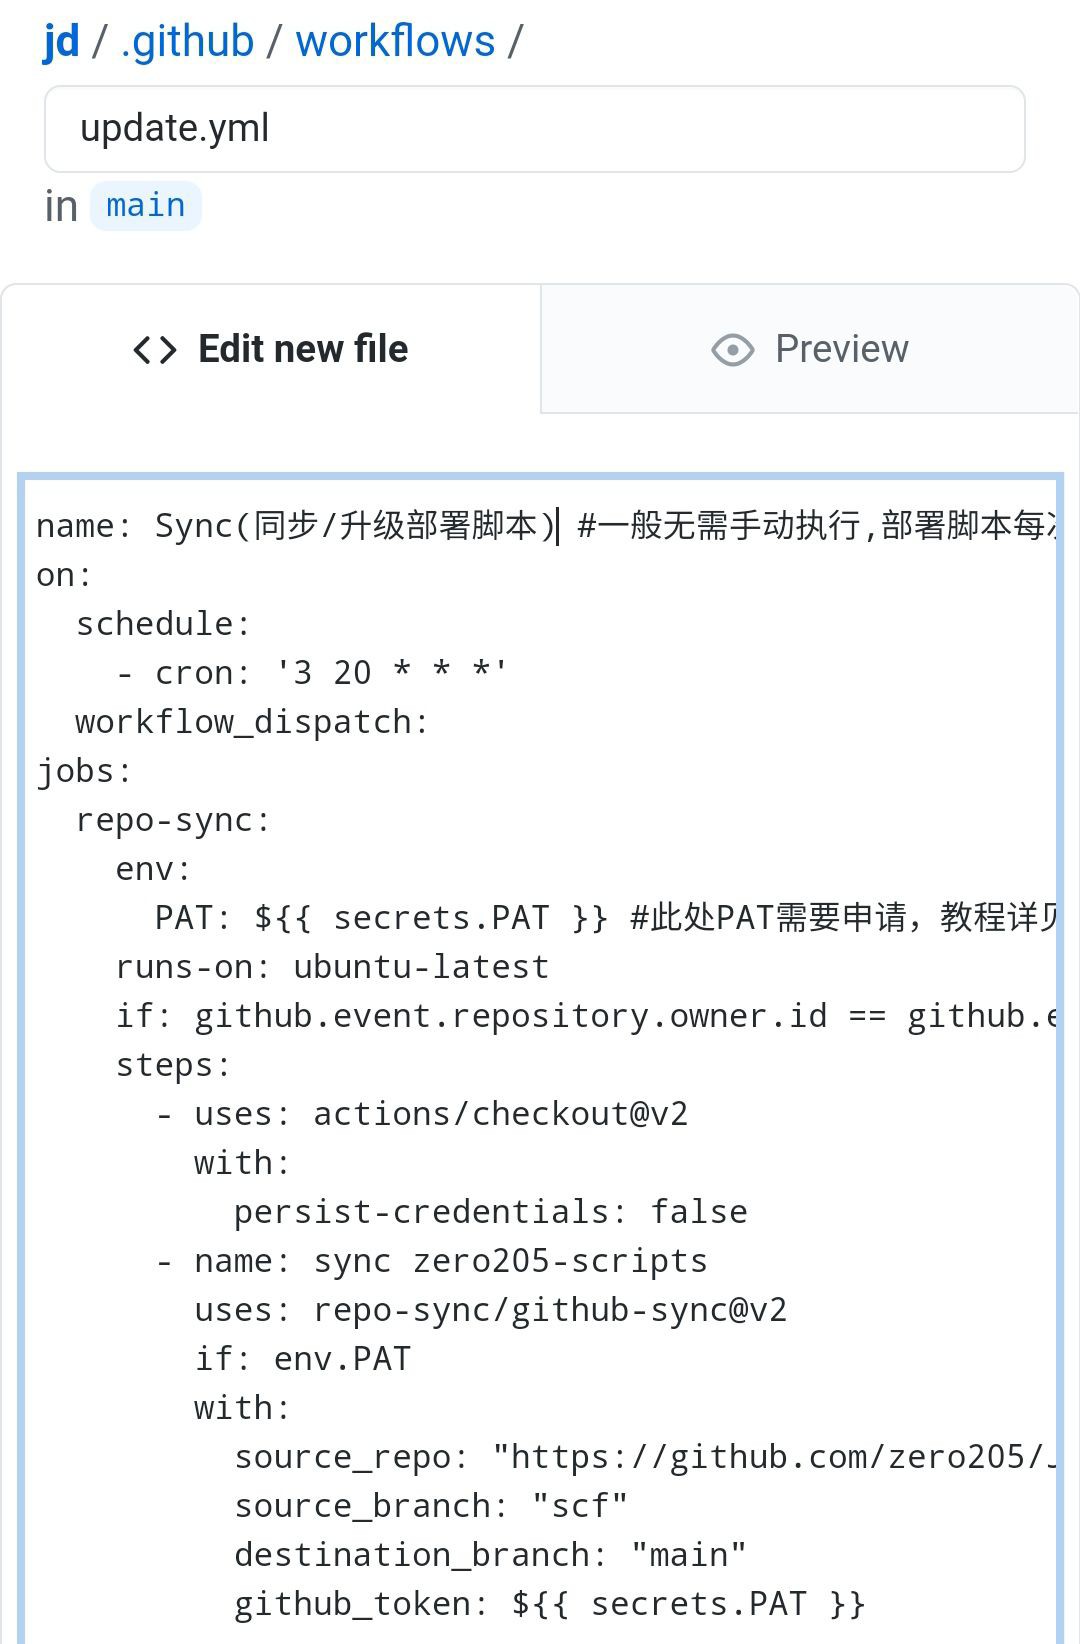 jd / .github / workflows /
update.yml
in main
Edit new file
Preview
name: Sync(同步/升级部署脚本) #一般无需手动执行,部署脚本每
on:
  schedule:
    - cron: '3 20 * * *'
  workflow_dispatch:
jobs:
  repo-sync:
    env:
      PAT: ${{ secrets.PAT }} #此处PAT需要申请，教程详
    runs-on: ubuntu-latest
    if: github.event.repository.owner.id == github.
    steps:
      - uses: actions/checkout@v2
        with:
          persist-credentials: false
      - name: sync zero205-scripts
        uses: repo-sync/github-sync@v2
        if: env.PAT
        with:
          source_repo: "https://github.com/zero205/
          source_branch: "scf"
          destination_branch: "main"
          github_token: ${{ secrets.PAT }}